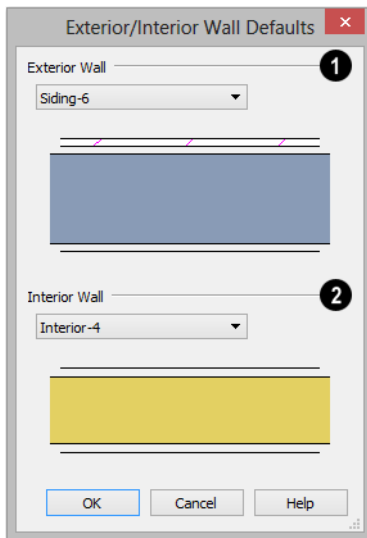 Exterior/Interior Wall Defaults
Exterior Wall 1
Siding-6
Interior Wall 2
Interior-4
OK Cancel Help